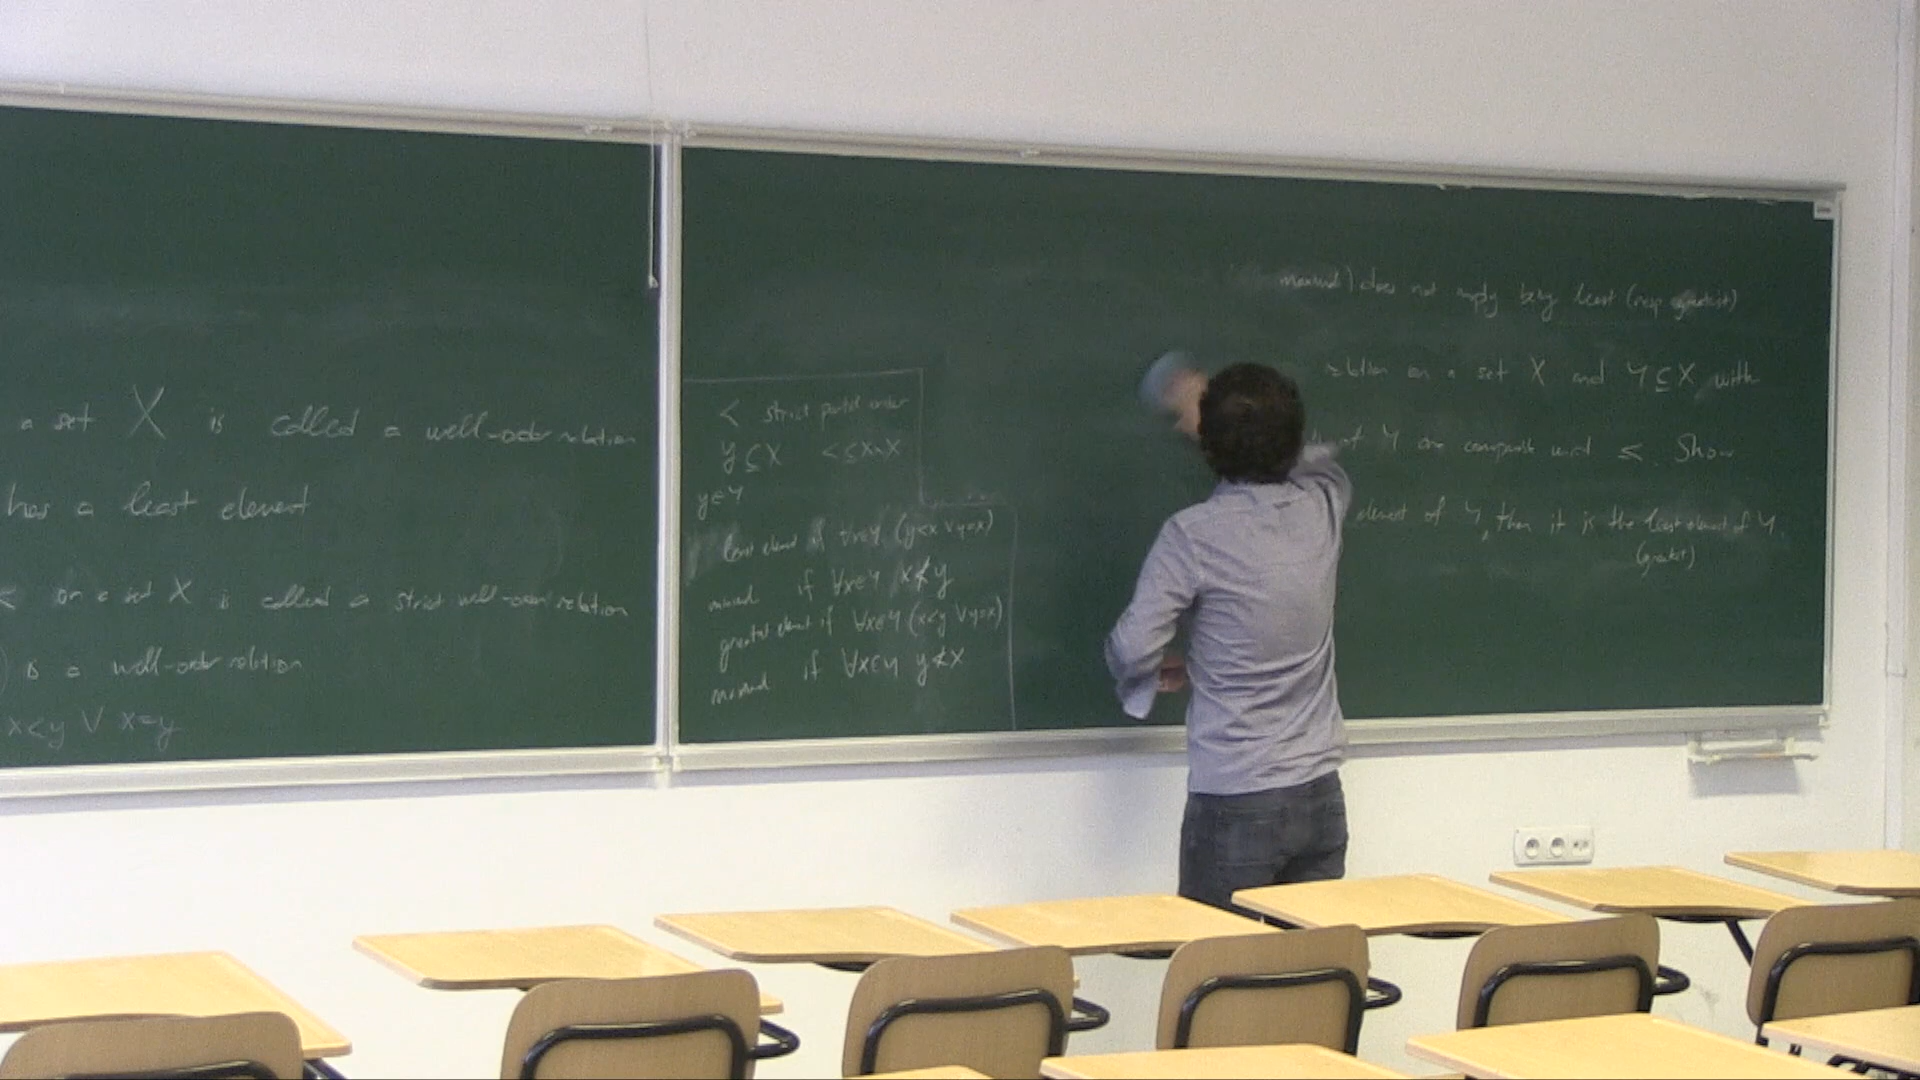 a set X is called a well-order relation
has a least element
< on a set X is called a strict well-order relation
) is a well-order relation
x<y ∨ x=y
< strict partial order
Y⊆X <⊆X×X
y∈Y
least element if ∀x∈Y (y<x ∨ y=x)
minimal if ∀x∈Y x≮y
greatest element if ∀x∈Y (x<y ∨ y=x)
maximal if ∀x∈Y y≮x
maximal) does not imply being least (resp greatest)
relation on a set X and Y⊆X with
of Y are comparable ≤. Show
element of Y, then it is the least element of Y.
(greatest)